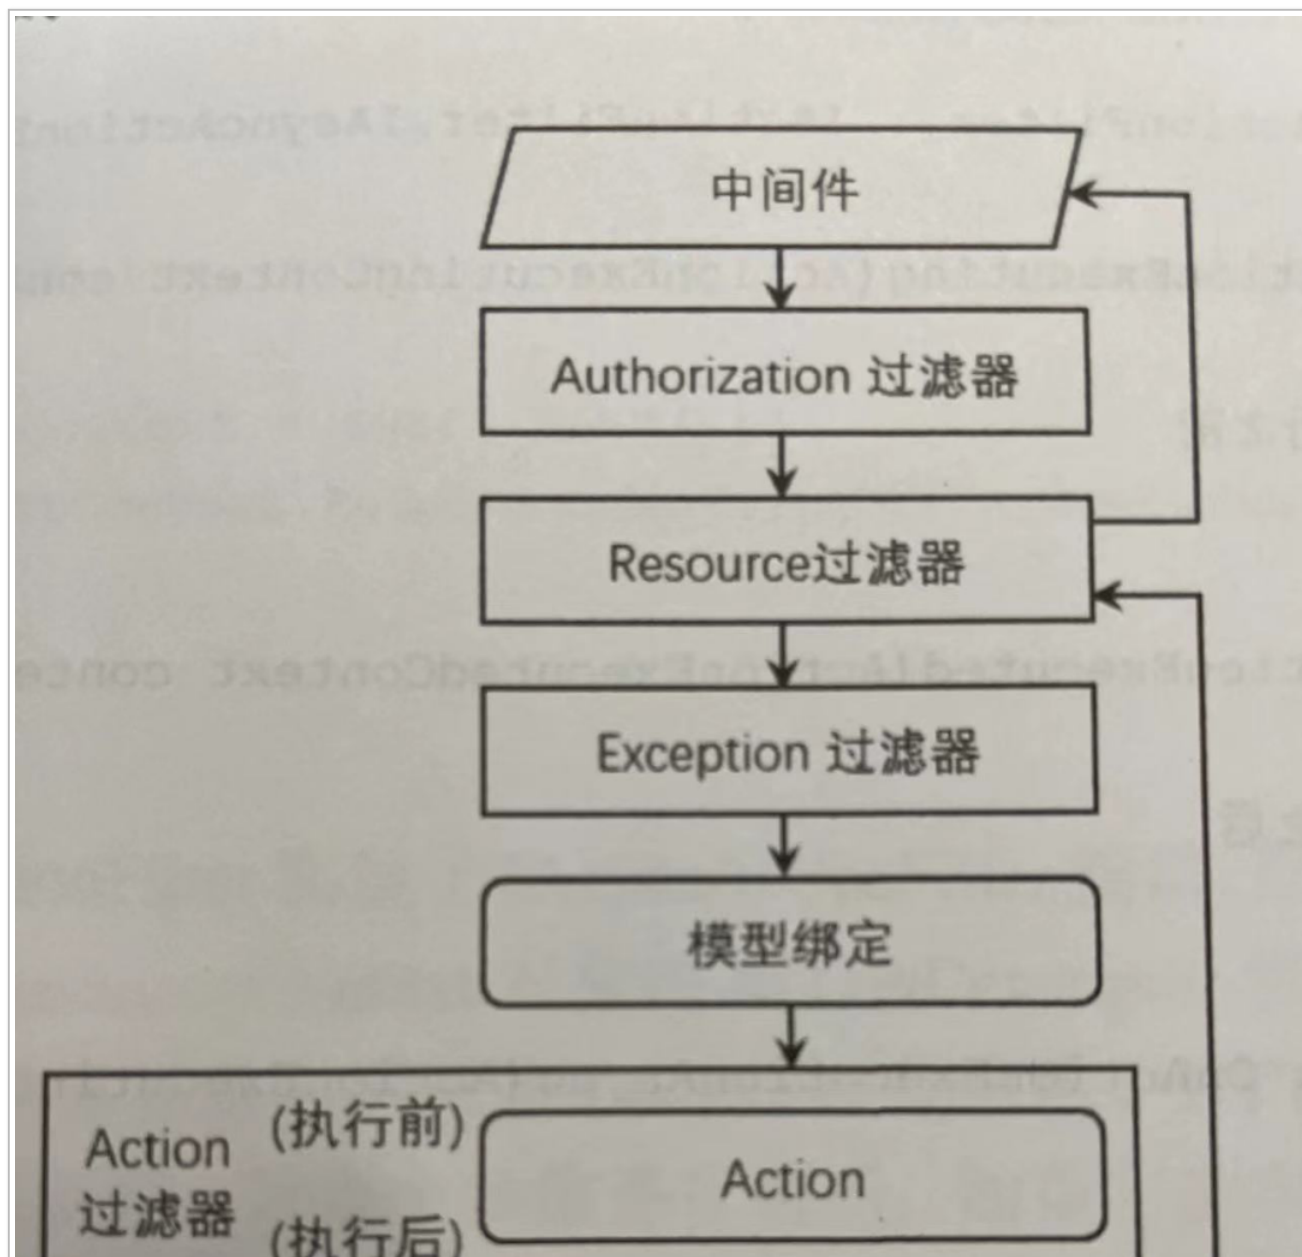 中间件
Authorization 过滤器
Resource过滤器
Exception 过滤器
模型绑定
Action
过滤器
(执行前)
Action
(执行后)